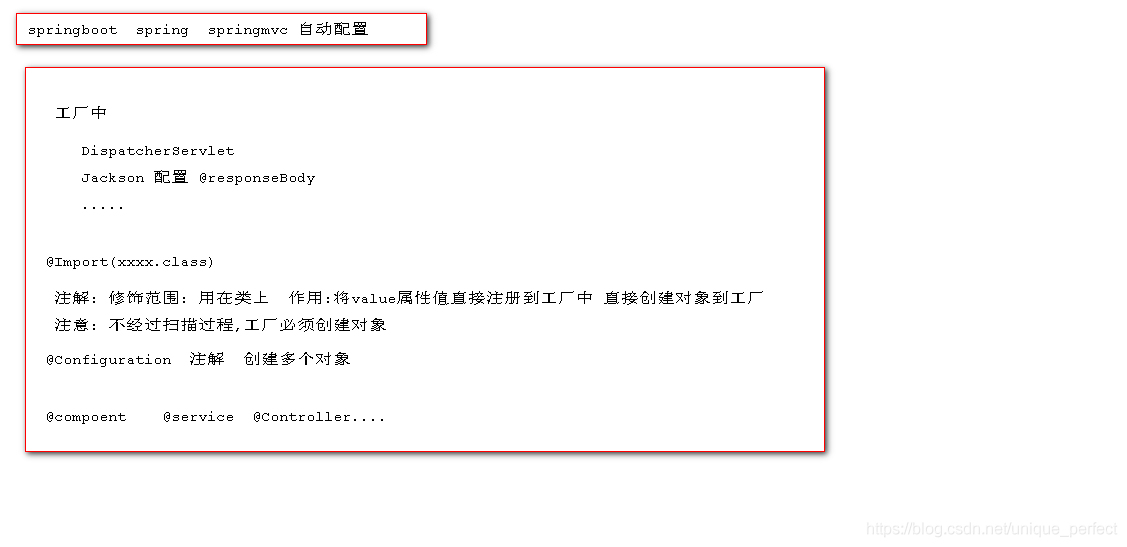 springboot  spring  springmvc 自动配置
工厂中
DispatcherServlet
Jackson 配置 @responseBody
.....
@Import(xxxx.class)
注解: 修饰范围: 用在类上  作用:将value属性值直接注册到工厂中 直接创建对象到工厂
注意: 不经过扫描过程,工厂必须创建对象
@Configuration  注解  创建多个对象
@compoent    @service  @Controller....
https://blog.csdn.net/unique_perfect